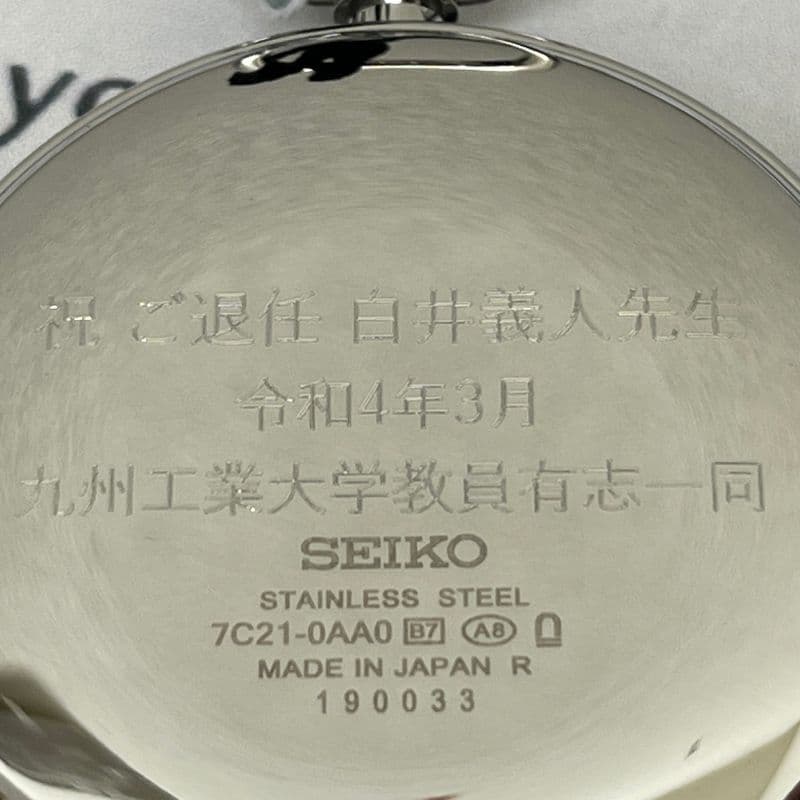 yo
祝 ご退任 白井義人先生
令和4年3月
九州工業大学教員有志一同
SEIKO
STAINLESS STEEL
7C21-0AA0 B7 A8
MADE IN JAPAN R
190033